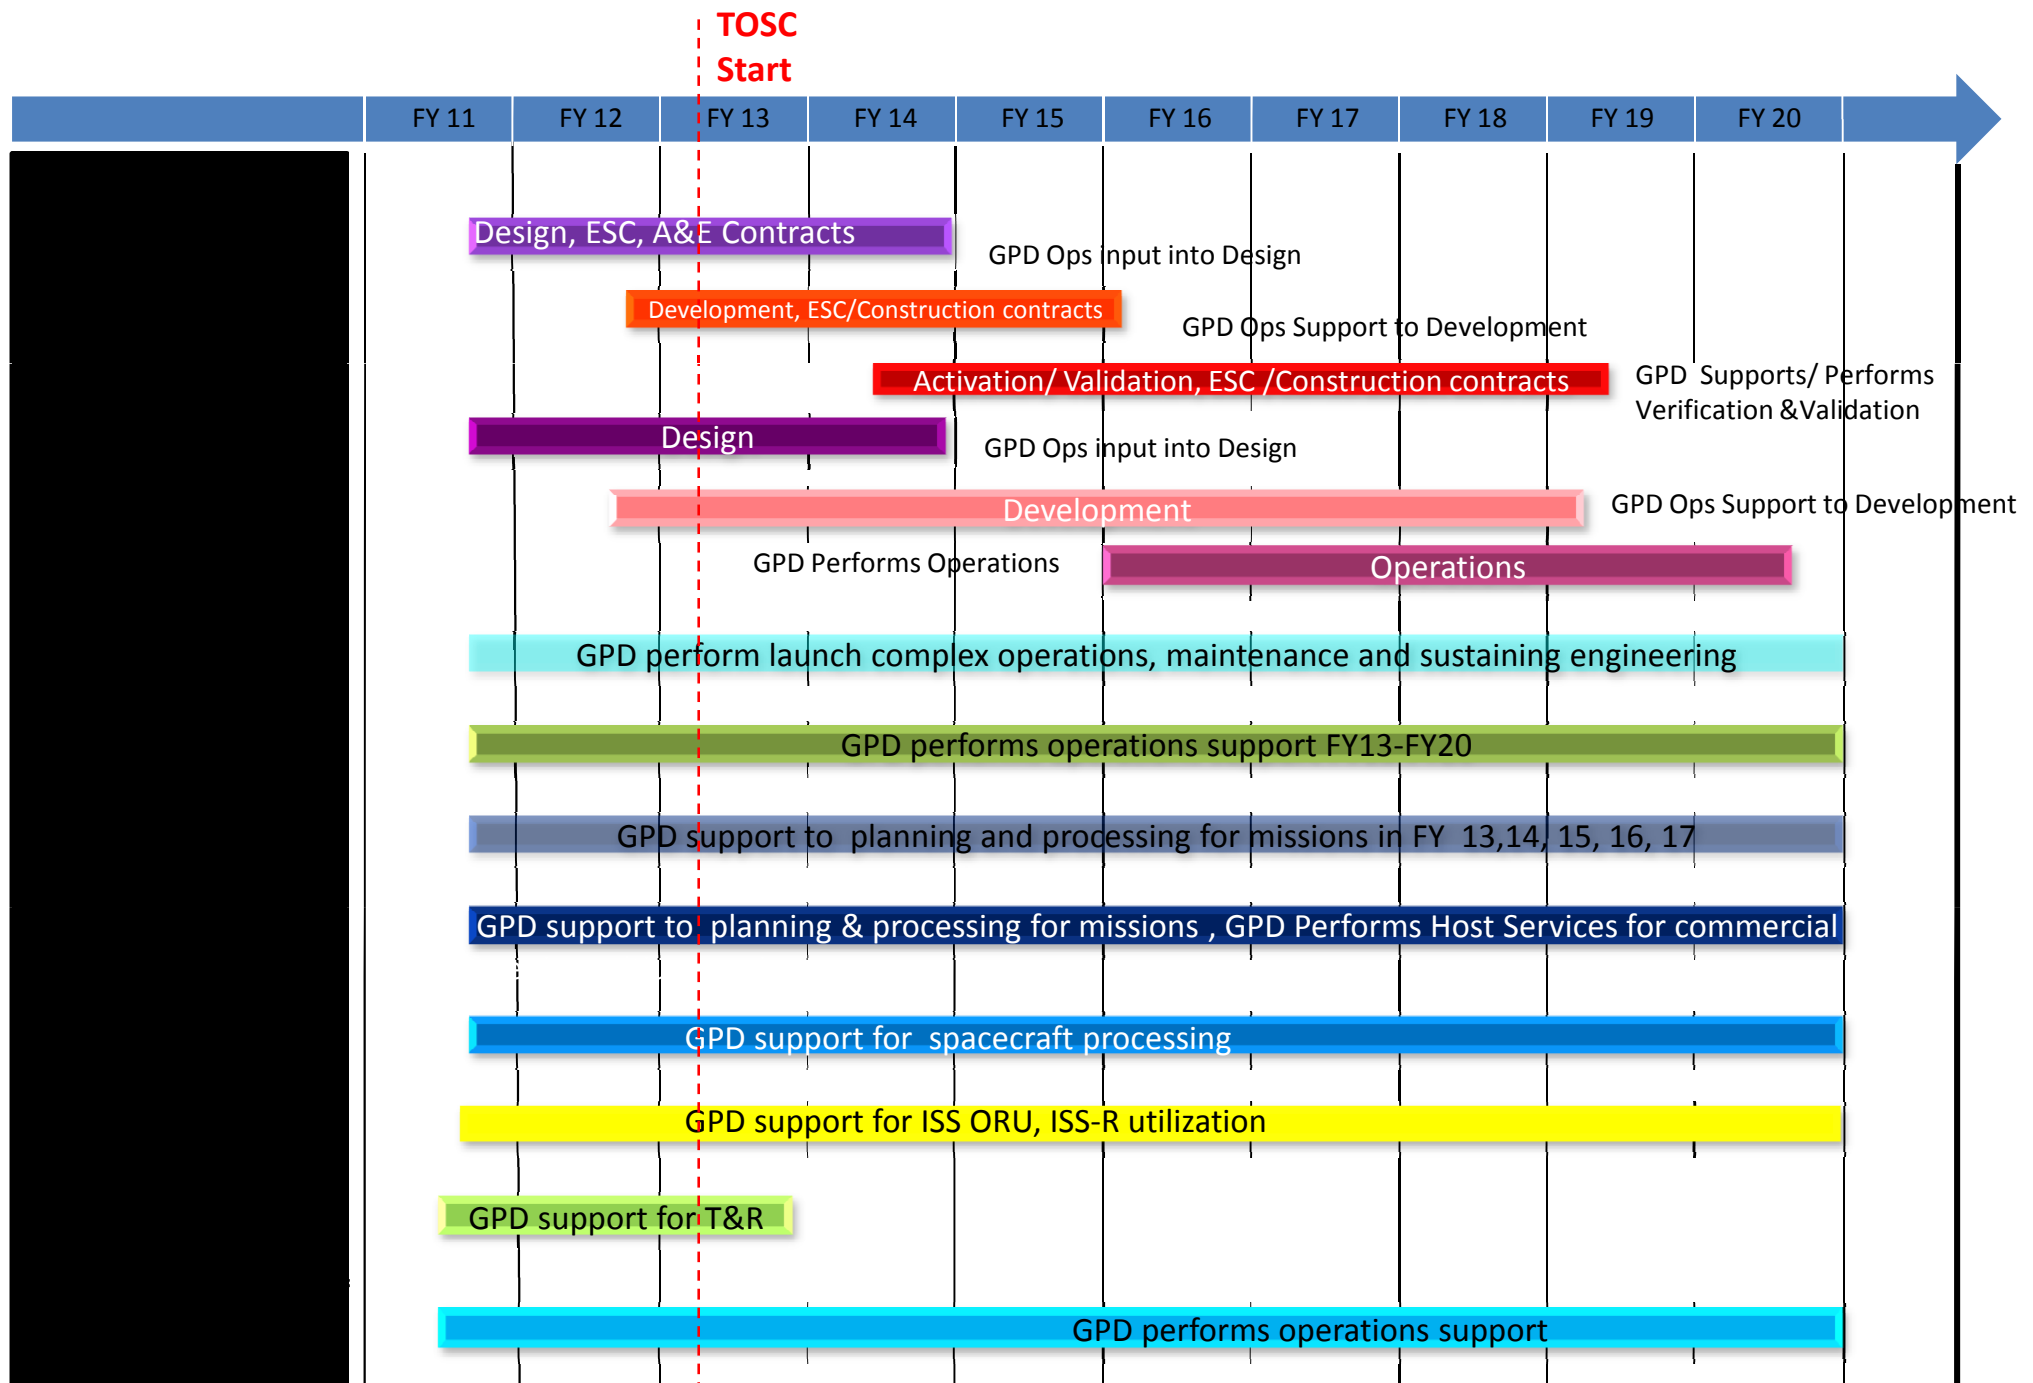 TOSC
Start
FY 11 FY 12 FY 13 FY 14 FY 15 FY 16 FY 17 FY 18 FY 19 FY 20
Design, ESC, A&E Contracts
GPD Ops input into Design
Development, ESC/Construction contracts
GPD Ops Support to Development
Activation/ Validation, ESC /Construction contracts
GPD Supports/ Performs
Verification &Validation
Design
GPD Ops input into Design
Development
GPD Ops Support to Development
GPD Performs Operations
Operations
GPD perform launch complex operations, maintenance and sustaining engineering
GPD performs operations support FY13-FY20
GPD support to planning and processing for missions in FY 13,14, 15, 16, 17
GPD support to planning & processing for missions , GPD Performs Host Services for commercial
GPD support for spacecraft processing
GPD support for ISS ORU, ISS-R utilization
GPD support for T&R
GPD performs operations support